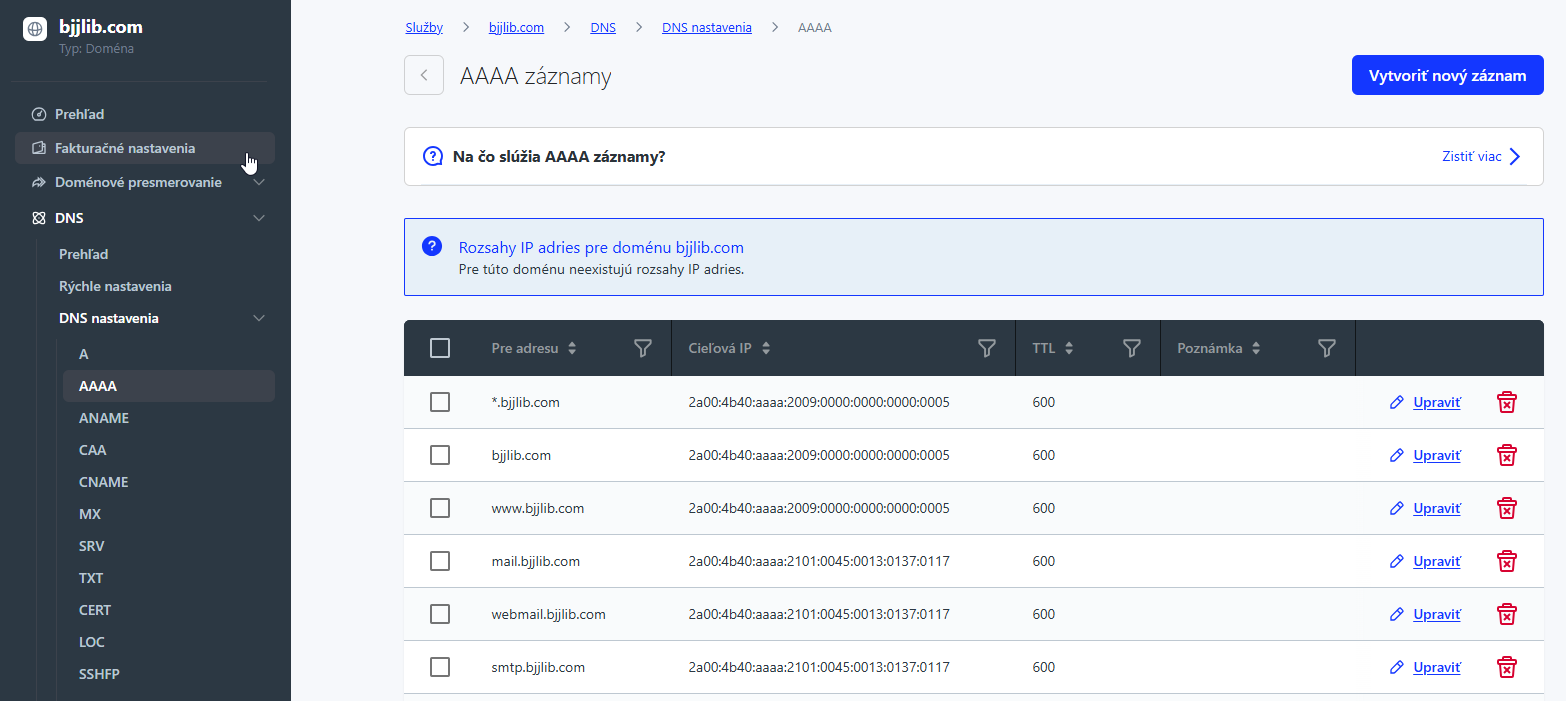 bjjlib.com
Typ: Doména
Prehľad
Fakturačné nastavenia
Doménové presmerovanie
DNS
Prehľad
Rýchle nastavenia
DNS nastavenia
A
AAAA
ANAME
CAA
CNAME
MX
SRV
TXT
CERT
LOC
SSHFP
Služby > bjjlib.com > DNS > DNS nastavenia > AAAA
AAAA záznamy
Vytvoriť nový záznam
Na čo slúžia AAAA záznamy?
Zistiť viac
Rozsahy IP adries pre doménu bjjlib.com
Pre túto doménu neexistujú rozsahy IP adries.
Pre adresu Cieľová IP TTL Poznámka
*.bjjlib.com 2a00:4b40:aaaa:2009:0000:0000:0000:0005 600 Upraviť
bjjlib.com 2a00:4b40:aaaa:2009:0000:0000:0000:0005 600 Upraviť
www.bjjlib.com 2a00:4b40:aaaa:2009:0000:0000:0000:0005 600 Upraviť
mail.bjjlib.com 2a00:4b40:aaaa:2101:0045:0013:0137:0117 600 Upraviť
webmail.bjjlib.com 2a00:4b40:aaaa:2101:0045:0013:0137:0117 600 Upraviť
smtp.bjjlib.com 2a00:4b40:aaaa:2101:0045:0013:0137:0117 600 Upraviť